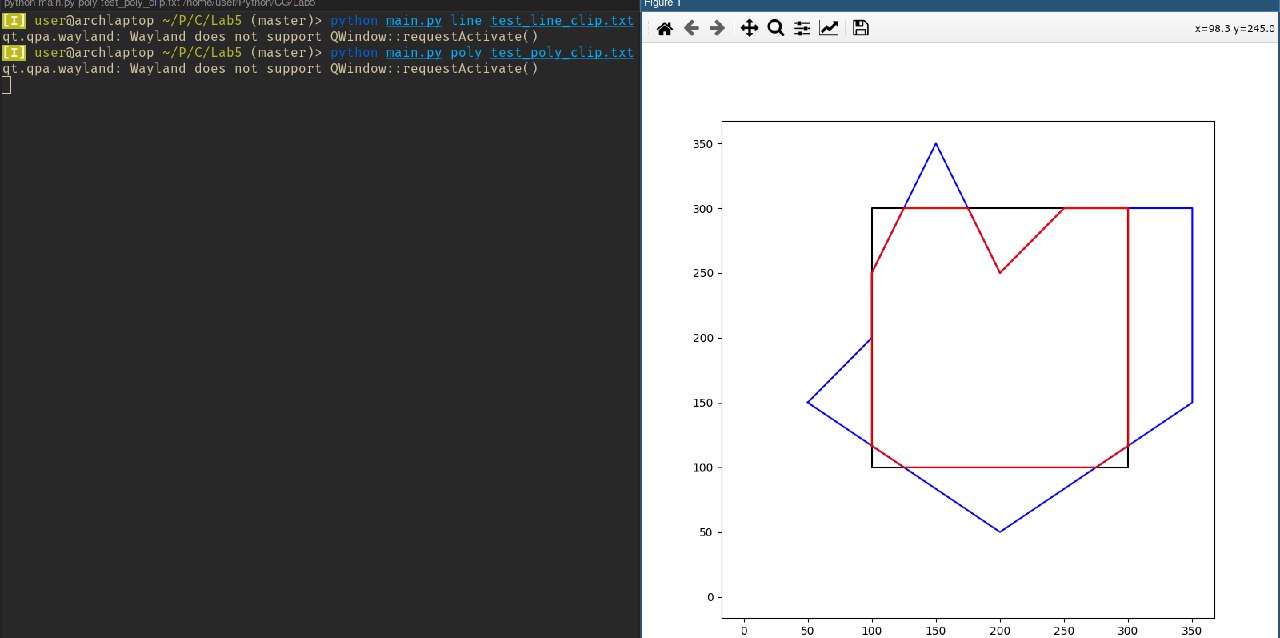 python main.py poly test_poly_clip.txt /home/user/Python/CG/Lab5
[I] user@archlaptop ~/P/C/Lab5 (master)> python main.py line test_line_clip.txt
qt.qpa.wayland: Wayland does not support QWindow::requestActivate()
[I] user@archlaptop ~/P/C/Lab5 (master)> python main.py poly test_poly_clip.txt
qt.qpa.wayland: Wayland does not support QWindow::requestActivate()
Figure 1
x=98.3 y=245.0
350
300
250
200
150
100
50
0
0 50 100 150 200 250 300 350